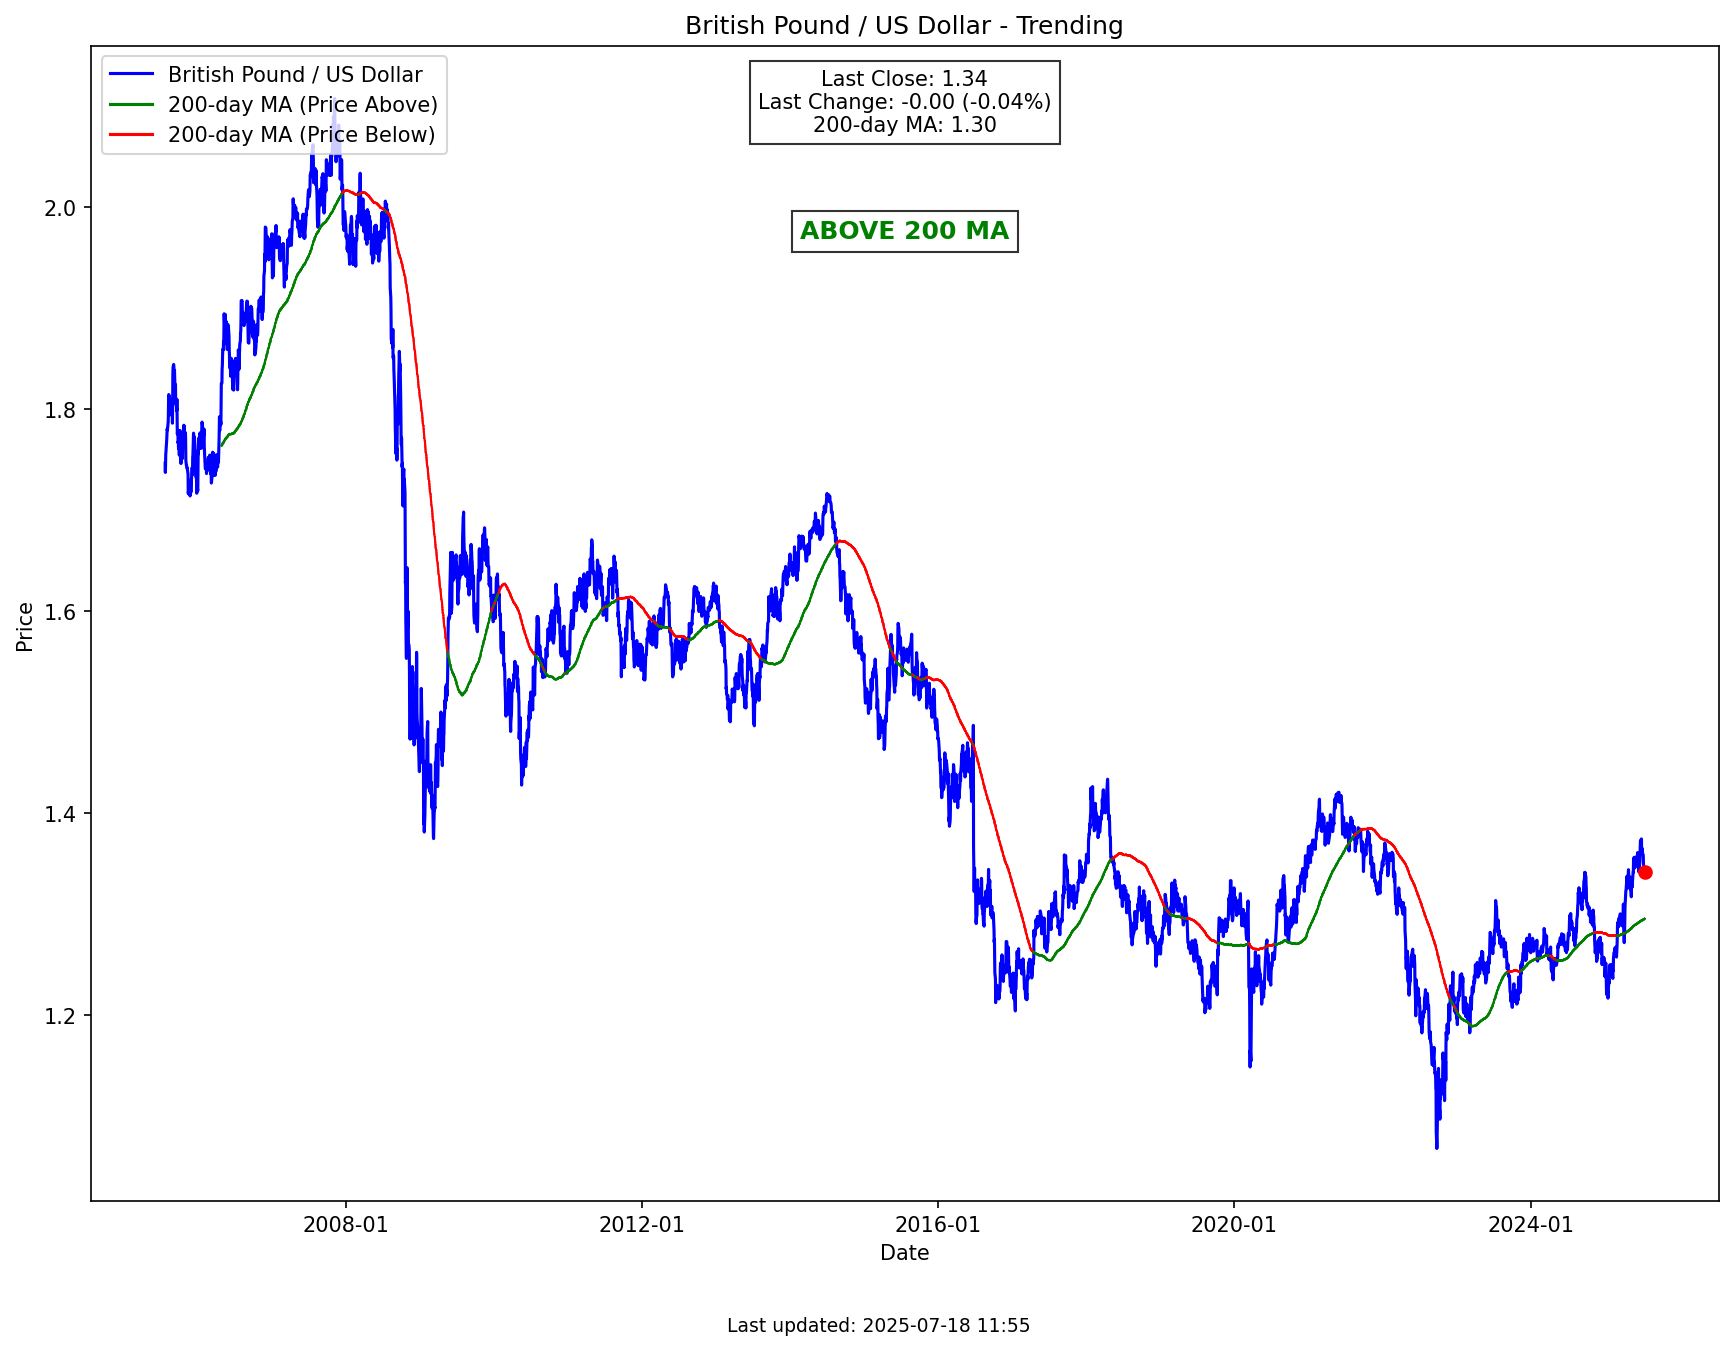 British Pound / US Dollar - Trending
British Pound / US Dollar
200-day MA (Price Above)
200-day MA (Price Below)
Last Close: 1.34
Last Change: -0.00 (-0.04%)
200-day MA: 1.30
ABOVE 200 MA
Price
2.0
1.8
1.6
1.4
1.2
2008-01
2012-01
2016-01
2020-01
2024-01
Date
Last updated: 2025-07-18 11:55